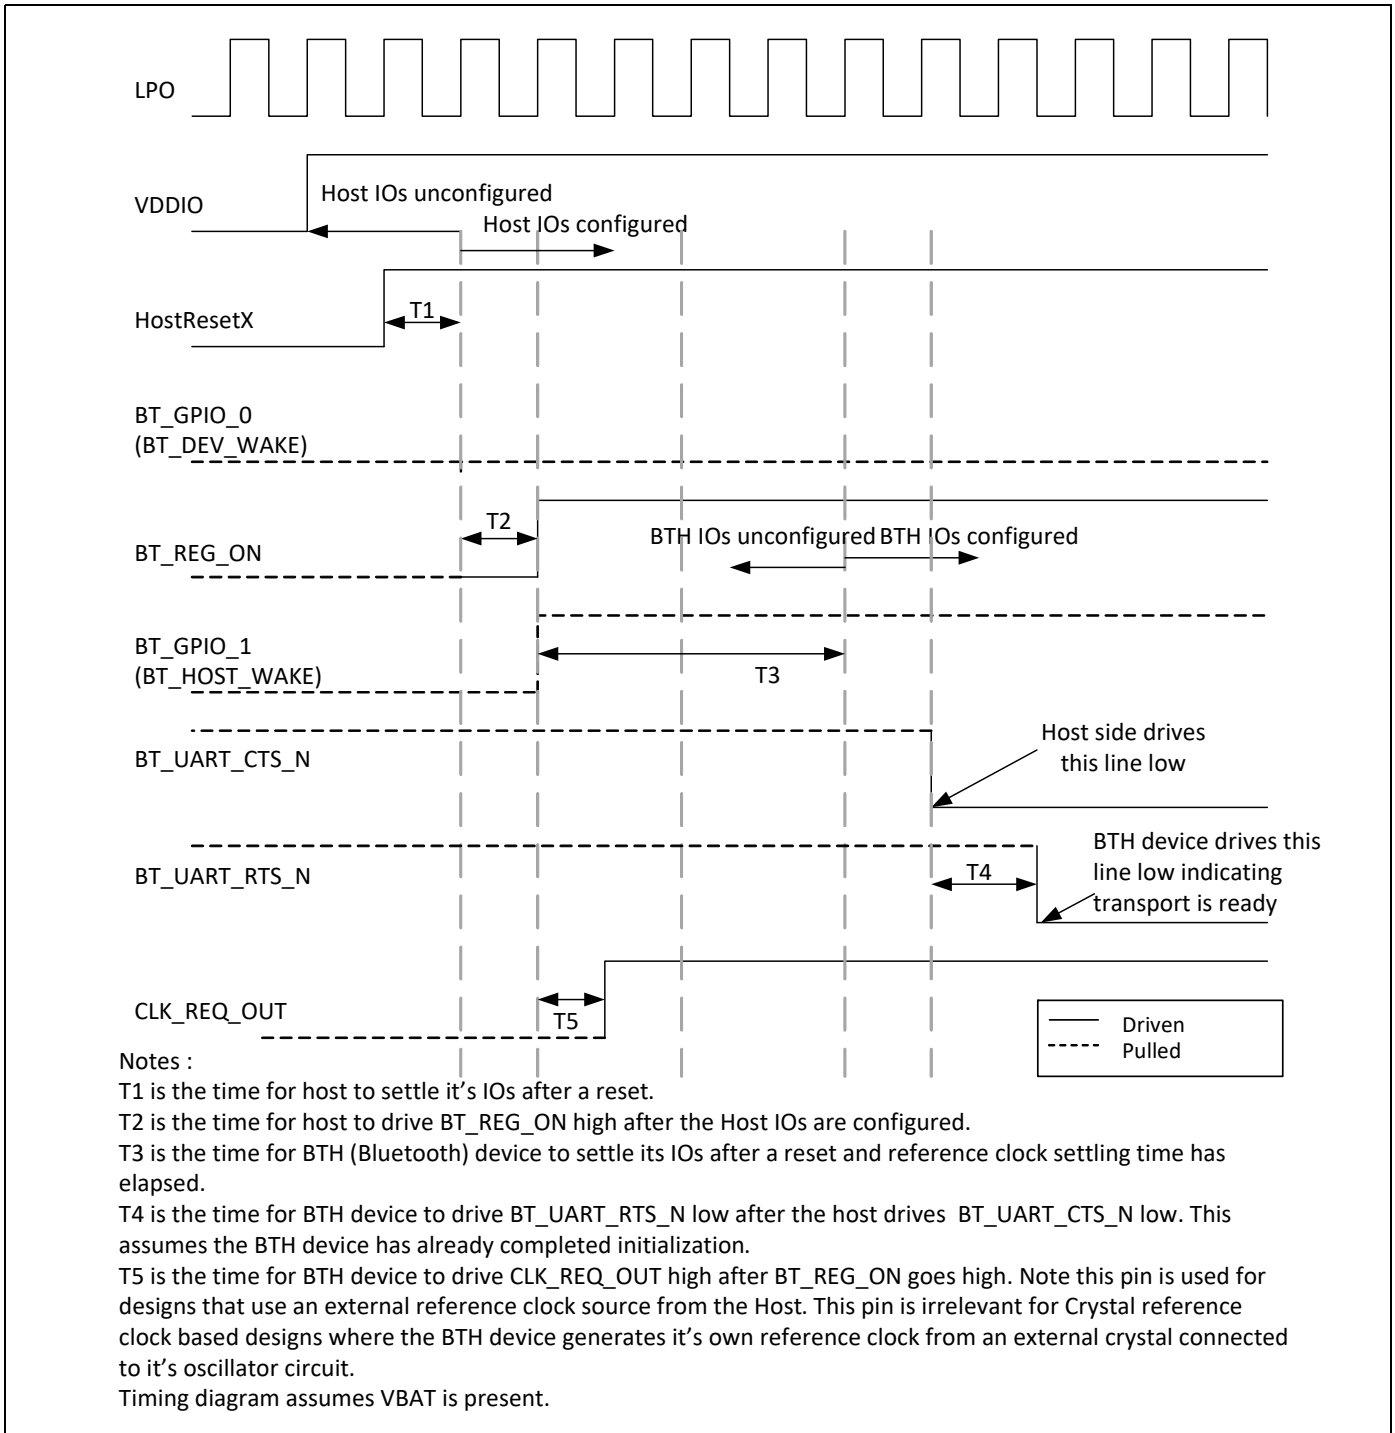 LPO
VDDIO
Host IOs unconfigured
Host IOs configured
HostResetX
T1
BT_GPIO_0
(BT_DEV_WAKE)
T2
BT_REG_ON
BTH IOs unconfigured
BTH IOs configured
BT_GPIO_1
(BT_HOST_WAKE)
T3
BT_UART_CTS_N
Host side drives
this line low
BT_UART_RTS_N
T4
BTH device drives this
line low indicating
transport is ready
CLK_REQ_OUT
T5
Driven
Pulled
Notes :
T1 is the time for host to settle it’s IOs after a reset.
T2 is the time for host to drive BT_REG_ON high after the Host IOs are configured.
T3 is the time for BTH (Bluetooth) device to settle its IOs after a reset and reference clock settling time has
elapsed.
T4 is the time for BTH device to drive BT_UART_RTS_N low after the host drives BT_UART_CTS_N low. This
assumes the BTH device has already completed initialization.
T5 is the time for BTH device to drive CLK_REQ_OUT high after BT_REG_ON goes high. Note this pin is used for
designs that use an external reference clock source from the Host. This pin is irrelevant for Crystal reference
clock based designs where the BTH device generates it’s own reference clock from an external crystal connected
to it’s oscillator circuit.
Timing diagram assumes VBAT is present.